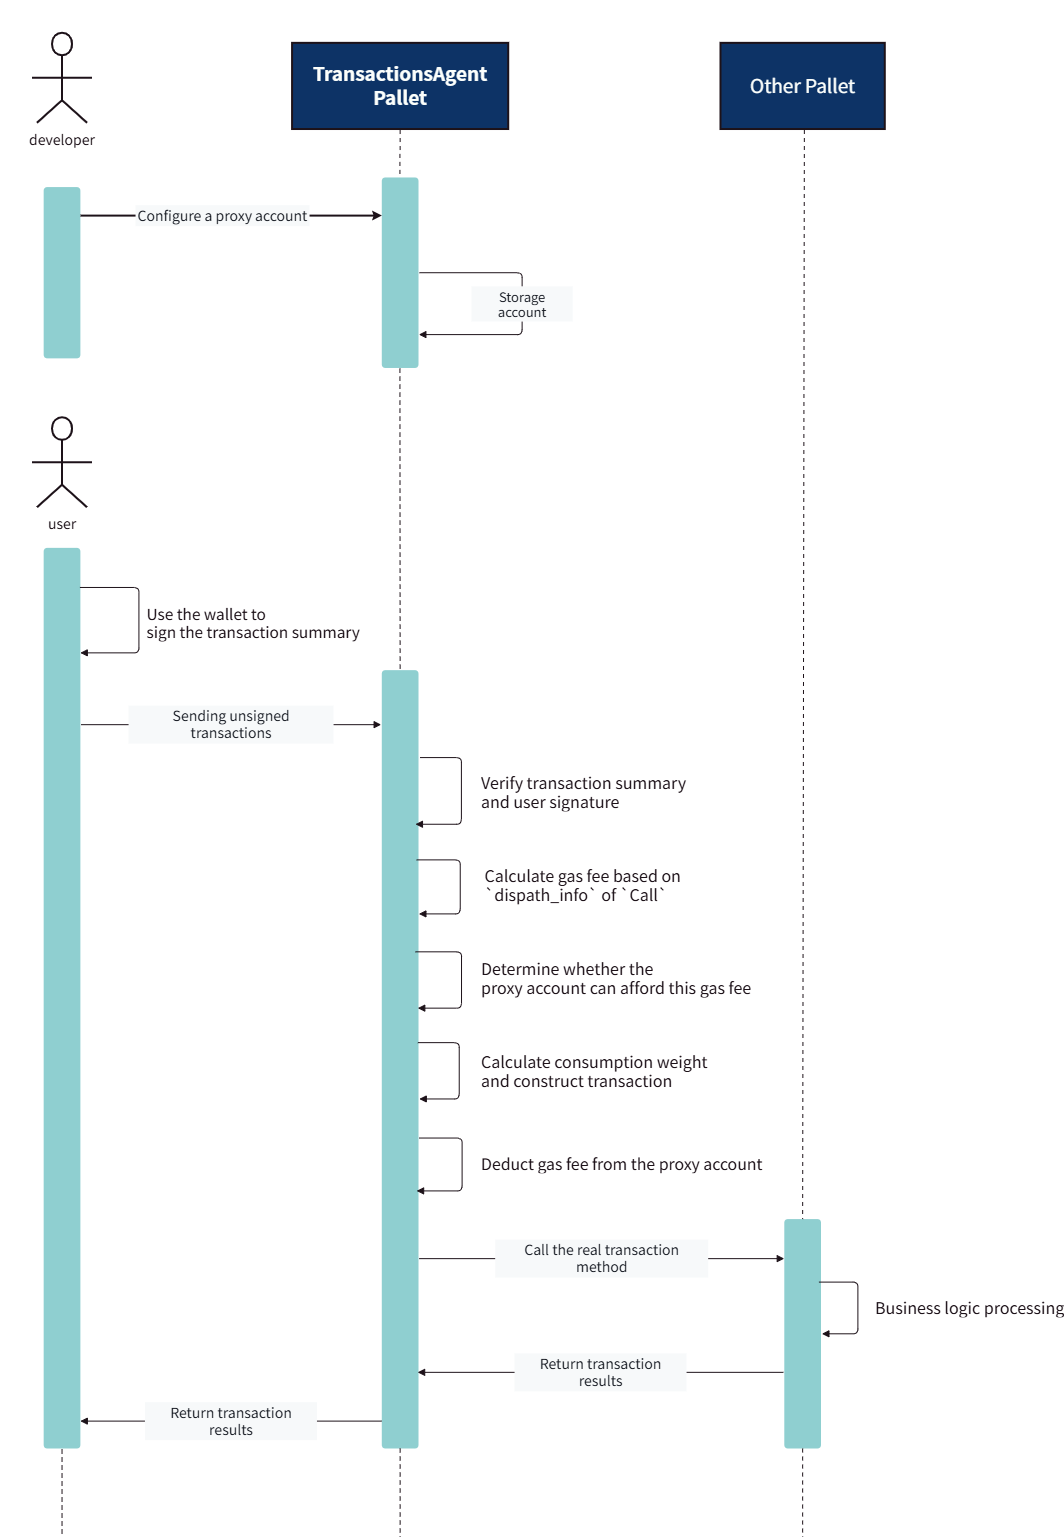 TransactionsAgent
Pallet
Other Pallet
developer
Configure a proxy account
Storage
account
user
Use the wallet to
sign the transaction summary
Sending unsigned
transactions
Verify transaction summary
and user signature
Calculate gas fee based on
`dispath_info` of `Call`
Determine whether the
proxy account can afford this gas fee
Calculate consumption weight
and construct transaction
Deduct gas fee from the proxy account
Call the real transaction
method
Business logic processing
Return transaction
results
Return transaction
results